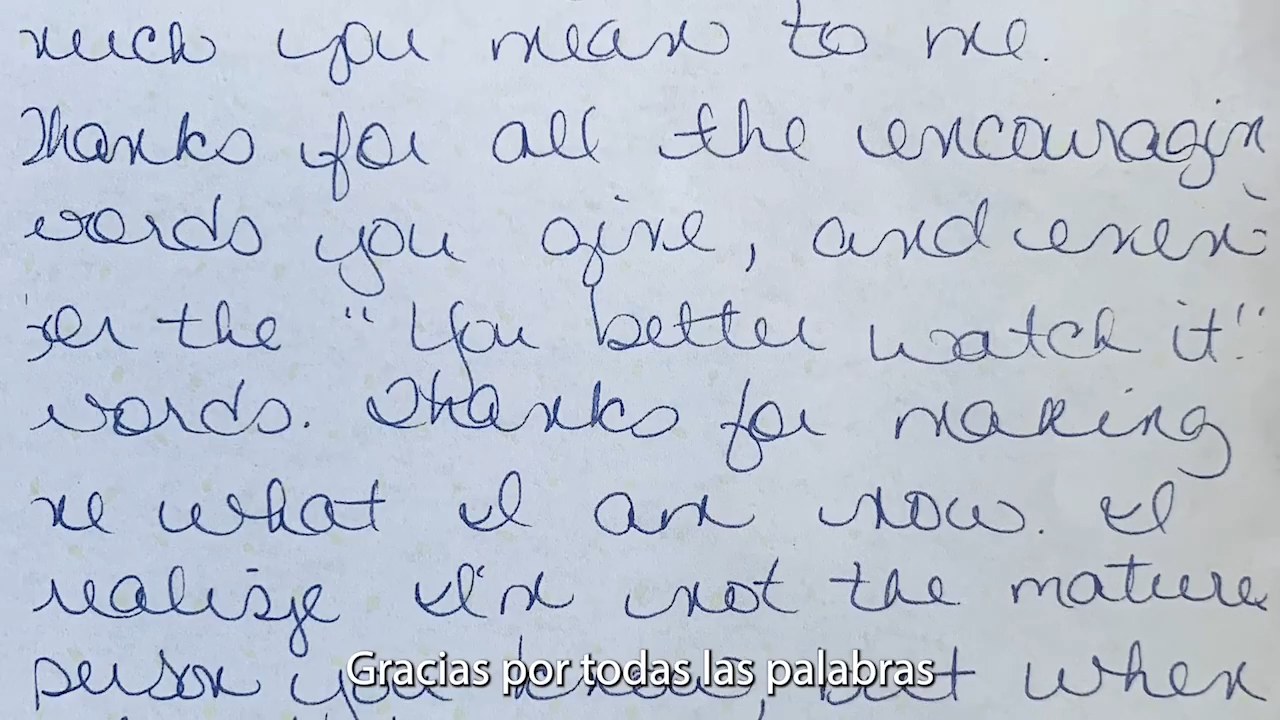 much you mean to me.
Thanks for all the encouragin
words you give, and even
the "You better watch it!"
words. Thanks for making
me what I am now. I
realize I'm not the mature
person you know, but when
Gracias por todas las palabras